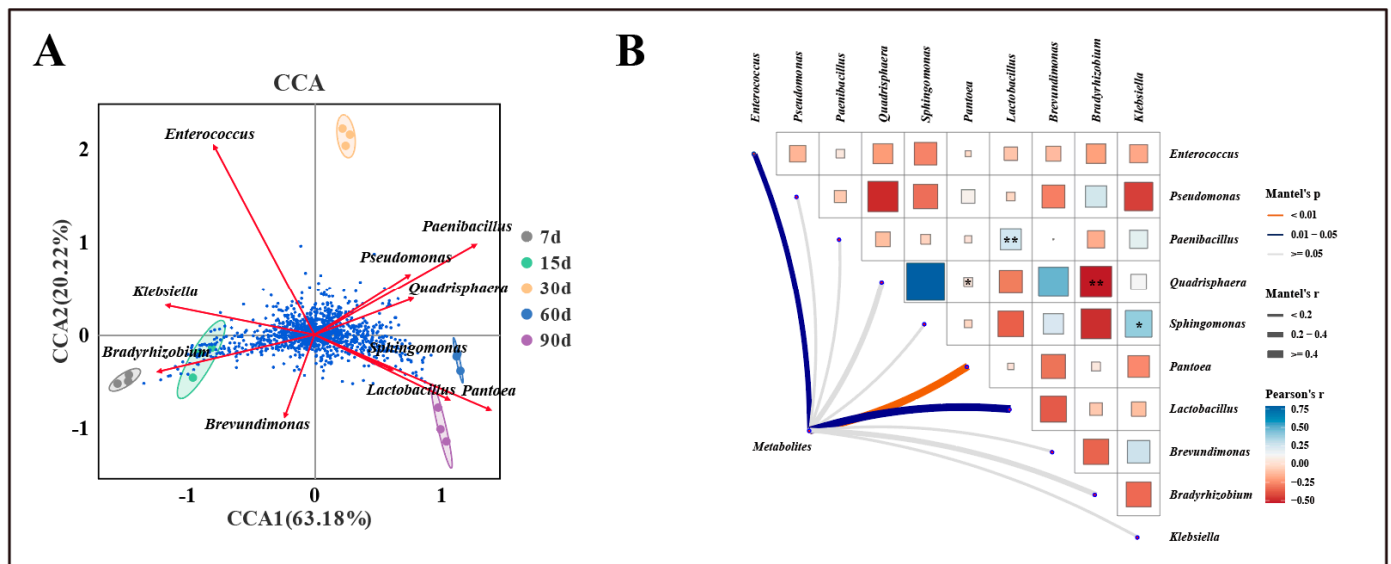 A
CCA
CCA2(20.22%)
2
1
0
-1
-1
0
1
CCA1(63.18%)
Enterococcus
Paenibacillus
Pseudomonas
Quadrisphaera
Klebsiella
Bradyrhizobium
Sphingomonas
Lactobacillus
Pantoea
Brevundimonas
7d
15d
30d
60d
90d
B
Enterococcus
Pseudomonas
Paenibacillus
Quadrisphaera
Sphingomonas
Pantoea
Lactobacillus
Brevundimonas
Bradyrhizobium
Klebsiella
Enterococcus
Pseudomonas
**
Paenibacillus
*
**
Quadrisphaera
*
Sphingomonas
Pantoea
Lactobacillus
Brevundimonas
Bradyrhizobium
Klebsiella
Metabolites
Mantel's p
< 0.01
0.01 – 0.05
>= 0.05
Mantel's r
< 0.2
0.2 – 0.4
>= 0.4
Pearson's r
0.75
0.50
0.25
0.00
−0.25
−0.50